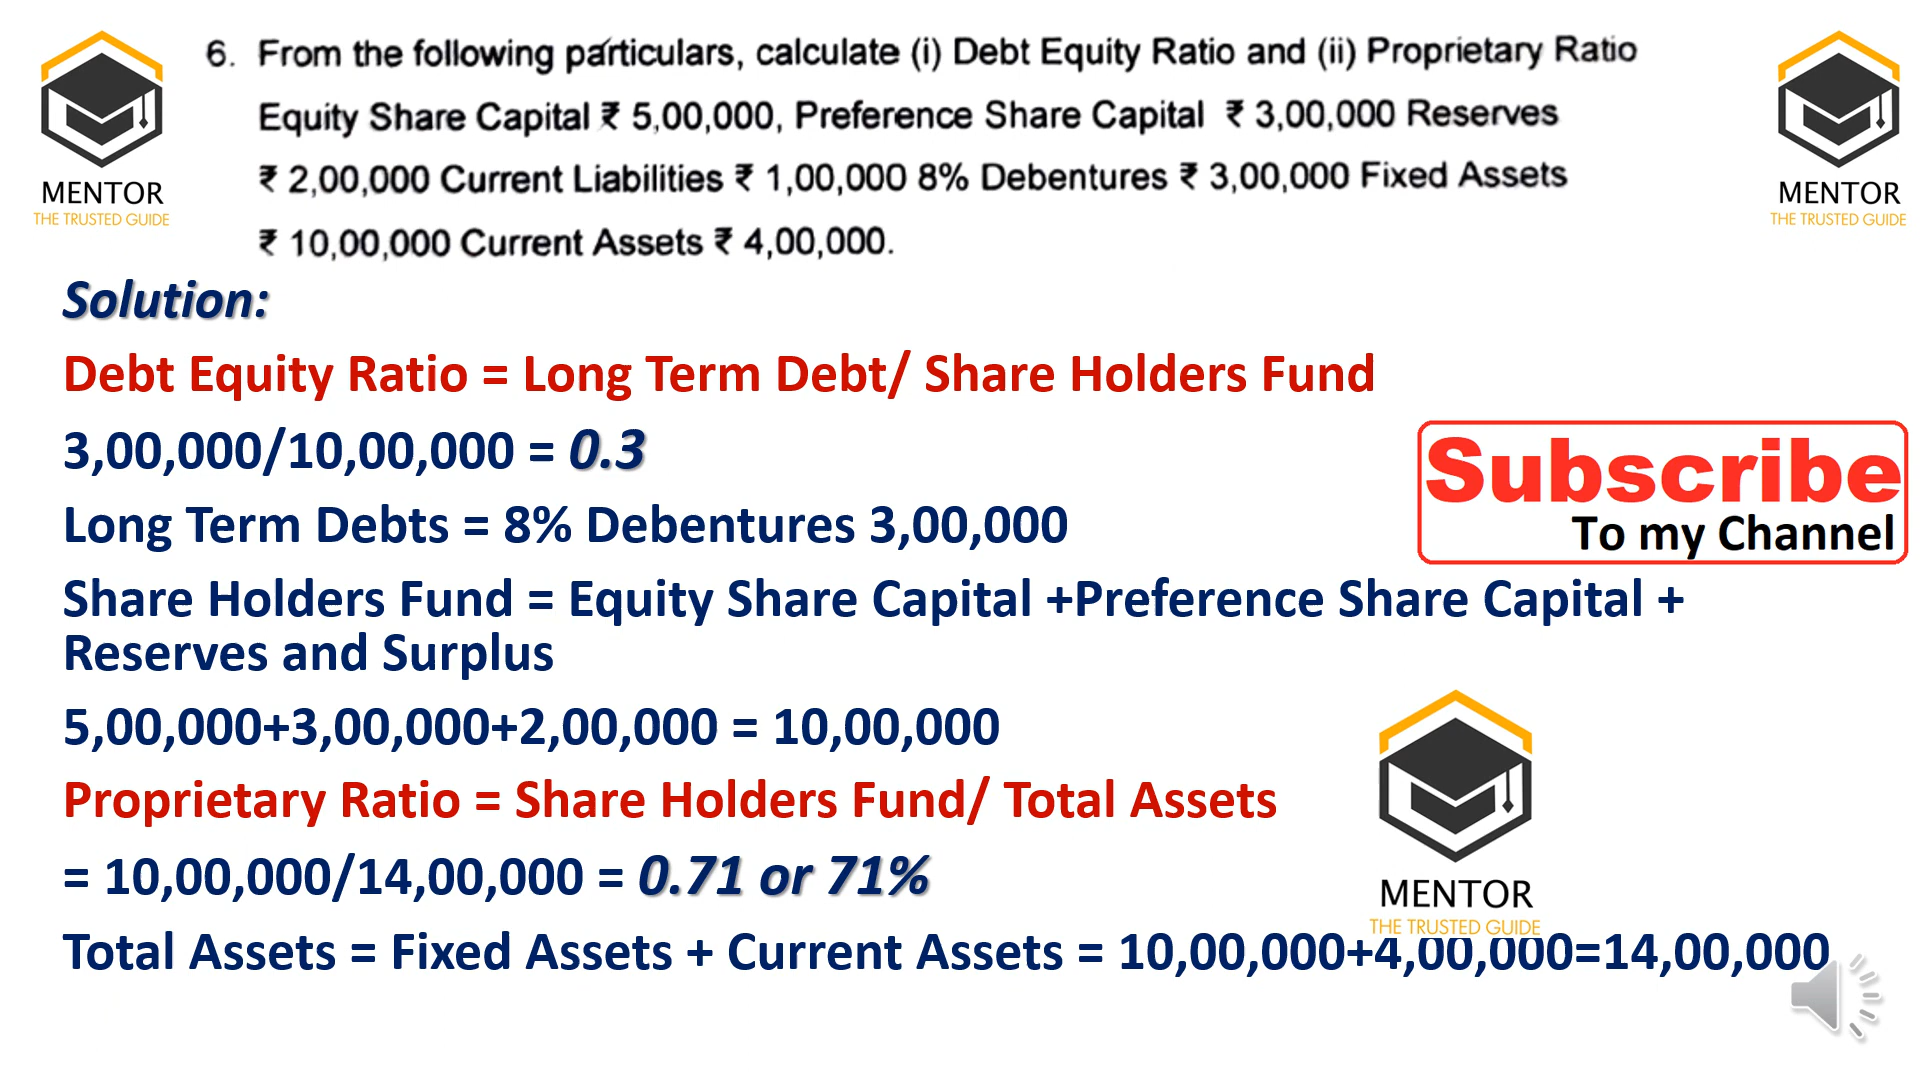 6. From the following particulars, calculate (i) Debt Equity Ratio and (ii) Proprietary Ratio
Equity Share Capital ₹ 5,00,000, Preference Share Capital ₹ 3,00,000 Reserves
₹ 2,00,000 Current Liabilities ₹ 1,00,000 8% Debentures ₹ 3,00,000 Fixed Assets
₹ 10,00,000 Current Assets ₹ 4,00,000.
MENTOR
THE TRUSTED GUIDE
MENTOR
THE TRUSTED GUIDE
Solution:
Debt Equity Ratio = Long Term Debt/ Share Holders Fund
3,00,000/10,00,000 = 0.3
Subscribe
To my Channel
Long Term Debts = 8% Debentures 3,00,000
Share Holders Fund = Equity Share Capital +Preference Share Capital +
Reserves and Surplus
5,00,000+3,00,000+2,00,000 = 10,00,000
Proprietary Ratio = Share Holders Fund/ Total Assets
= 10,00,000/14,00,000 = 0.71 or 71%
MENTOR
THE TRUSTED GUIDE
Total Assets = Fixed Assets + Current Assets = 10,00,000+4,00,000=14,00,000